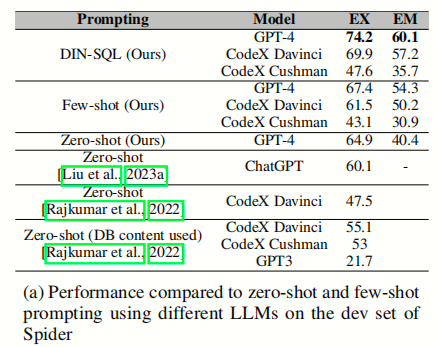 Prompting Model EX EM
DIN-SQL (Ours) GPT-4 74.2 60.1
CodeX Davinci 69.9 57.2
CodeX Cushman 47.6 35.7
Few-shot (Ours) GPT-4 67.4 54.3
CodeX Davinci 61.5 50.2
CodeX Cushman 43.1 30.9
Zero-shot (Ours) GPT-4 64.9 40.4
Zero-shot
[Liu et al., 2023a] ChatGPT 60.1 -
Zero-shot
[Rajkumar et al., 2022] CodeX Davinci 47.5
Zero-shot (DB content used)
[Rajkumar et al., 2022] CodeX Davinci 55.1
CodeX Cushman 53
GPT3 21.7
(a) Performance compared to zero-shot and few-shot
prompting using different LLMs on the dev set of
Spider